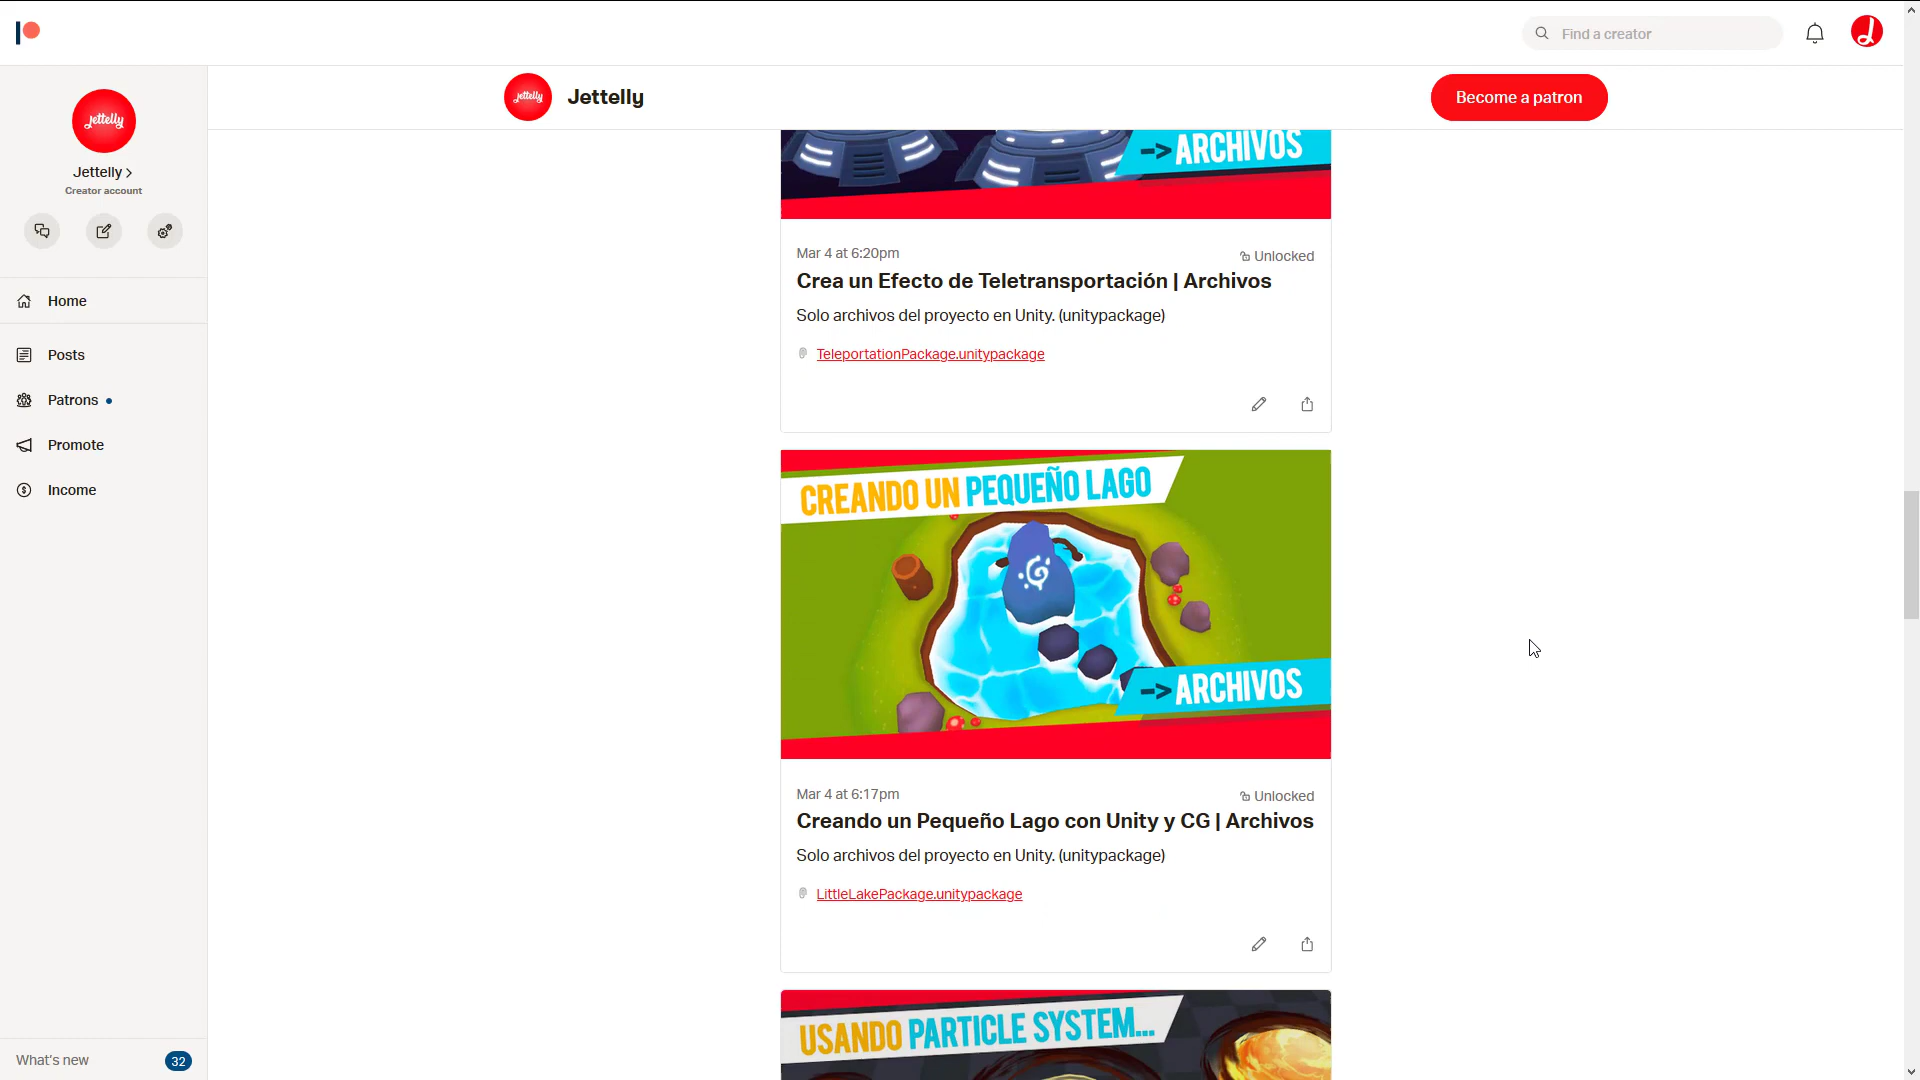 Find a creator
jettelly
Jettelly
Become a patron
jettelly
Jettelly >
Creator account
Home
Posts
Patrons
Promote
Income
What's new
32
-> ARCHIVOS
Mar 4 at 6:20pm
Unlocked
Crea un Efecto de Teletransportación | Archivos
Solo archivos del proyecto en Unity. (unitypackage)
TeleportationPackage.unitypackage
CREANDO UN PEQUEÑO LAGO
-> ARCHIVOS
Mar 4 at 6:17pm
Unlocked
Creando un Pequeño Lago con Unity y CG | Archivos
Solo archivos del proyecto en Unity. (unitypackage)
LittleLakePackage.unitypackage
USANDO PARTICLE SYSTEM...